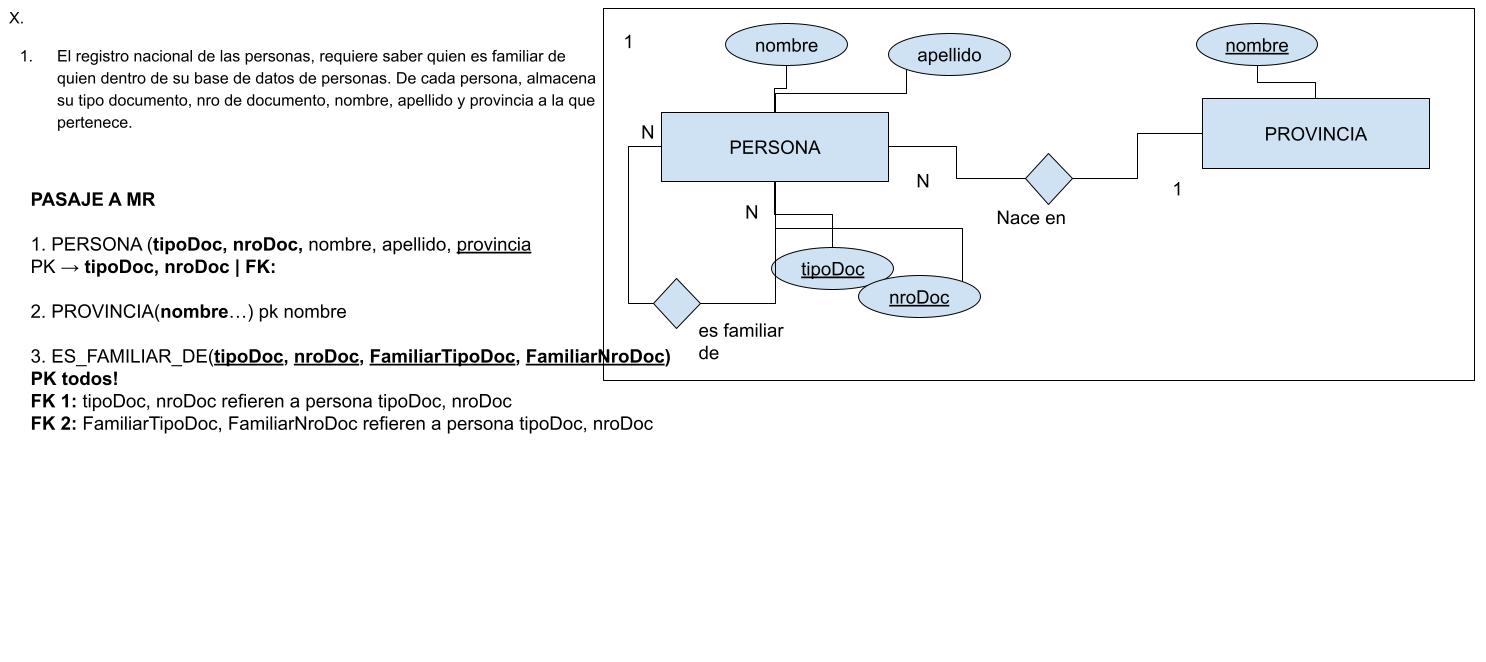 X.
1. El registro nacional de las personas, requiere saber quien es familiar de
quien dentro de su base de datos de personas. De cada persona, almacena
su tipo documento, nro de documento, nombre, apellido y provincia a la que
pertenece.
PASAJE A MR
1. PERSONA (tipoDoc, nroDoc, nombre, apellido, provincia
PK → tipoDoc, nroDoc | FK:
2. PROVINCIA(nombre…) pk nombre
3. ES_FAMILIAR_DE(tipoDoc, nroDoc, FamiliarTipoDoc, FamiliarNroDoc)
PK todos!
FK 1: tipoDoc, nroDoc refieren a persona tipoDoc, nroDoc
FK 2: FamiliarTipoDoc, FamiliarNroDoc refieren a persona tipoDoc, nroDoc
1
nombre
apellido
nombre
N
PERSONA
PROVINCIA
N
1
N
Nace en
tipoDoc
nroDoc
es familiar
de